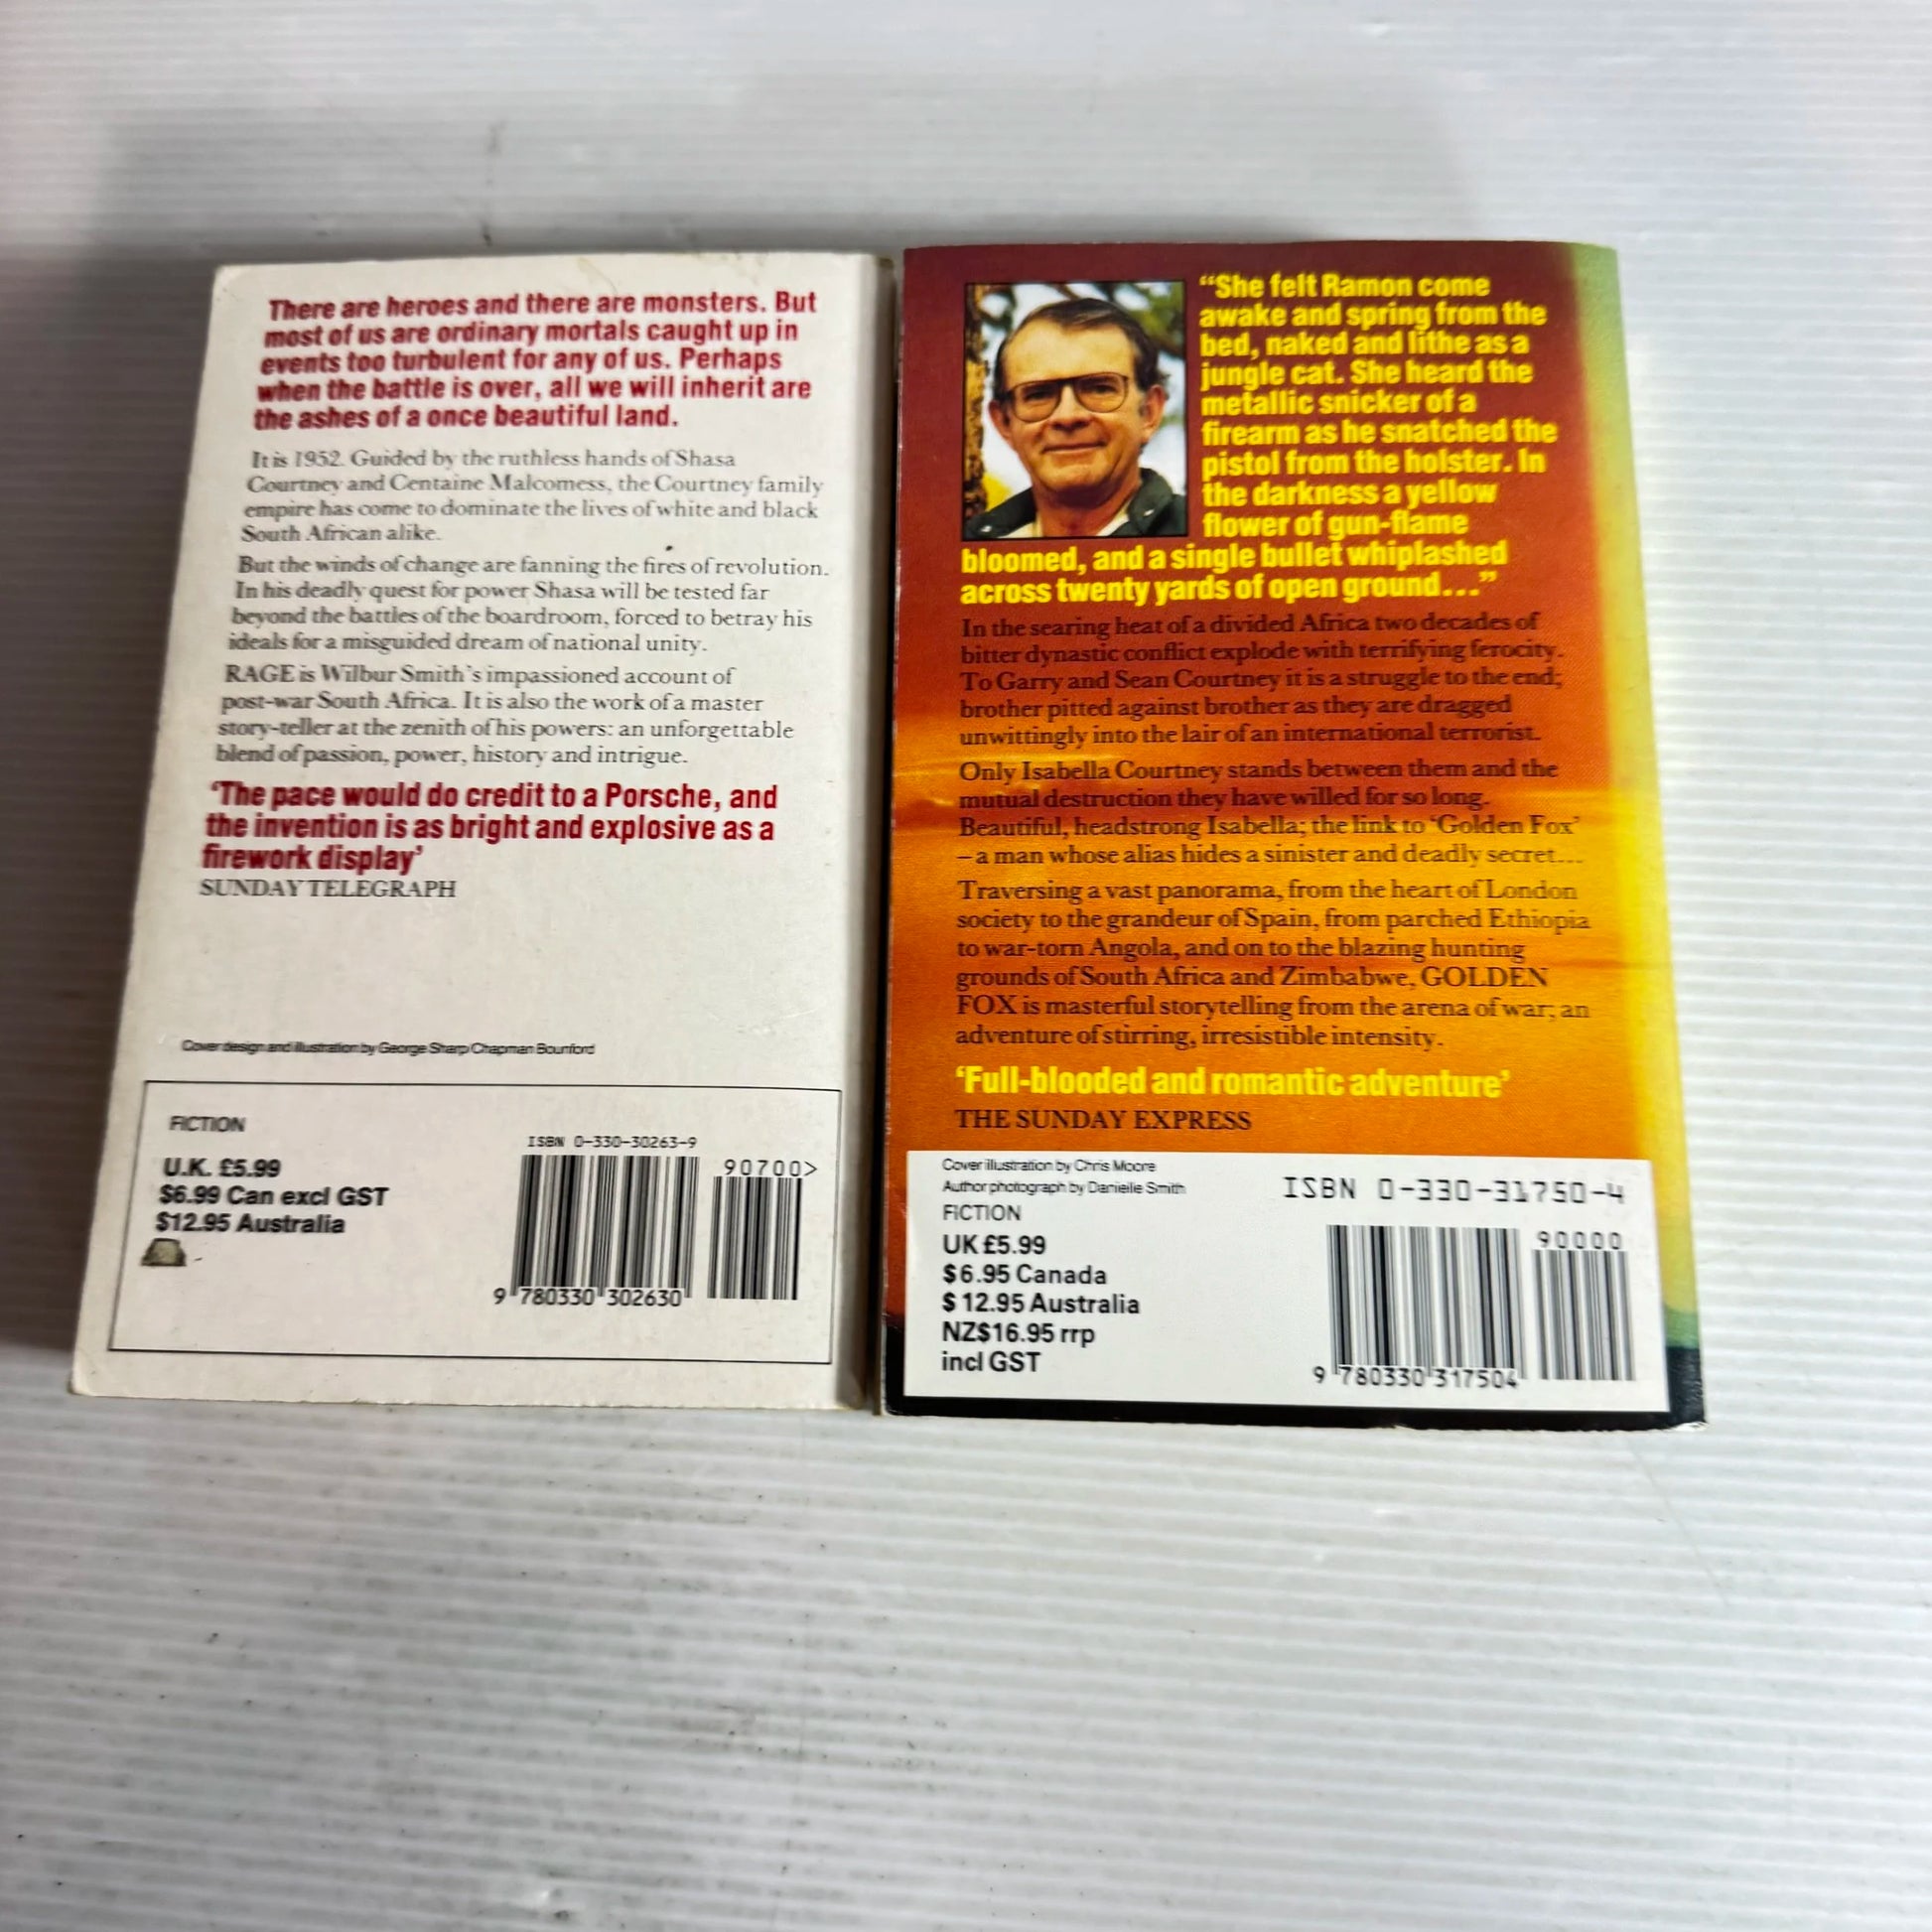 There are heroes and there are monsters. But
most of us are ordinary mortals caught up in
events too turbulent for any of us. Perhaps
when the battle is over, all we will inherit are
the ashes of a once beautiful land.
It is 1952. Guided by the ruthless hands of Shasa
Courtney and Centaine Malcomess, the Courtney family
empire has come to dominate the lives of white and black
South African alike.
But the winds of change are fanning the fires of revolution.
In his deadly quest for power Shasa will be tested far
beyond the battles of the boardroom, forced to betray his
ideals for a misguided dream of national unity.
RAGE is Wilbur Smith's impassioned account of
post-war South Africa. It is also the work of a master
story-teller at the zenith of his powers: an unforgettable
blend of passion, power, history and intrigue.
'The pace would do credit to a Porsche, and
the invention is as bright and explosive as a
firework display'
SUNDAY TELEGRAPH
Cover design and illustration by George Sharp/Chapman Bounford
FICTION
U.K. £5.99
$6.99 Can excl GST
$12.95 Australia
ISBN 0-330-30263-9
90700>
9 780330 302630
"She felt Ramon come
awake and spring from the
bed, naked and lithe as a
jungle cat. She heard the
metallic snicker of a
firearm as he snatched the
pistol from the holster. In
the darkness a yellow
flower of gun-flame
bloomed, and a single bullet whiplashed
across twenty yards of open ground..."
In the searing heat of a divided Africa two decades of
bitter dynastic conflict explode with terrifying ferocity.
To Garry and Sean Courtney it is a struggle to the end;
brother pitted against brother as they are dragged
unwittingly into the lair of an international terrorist.
Only Isabella Courtney stands between them and the
mutual destruction they have willed for so long.
Beautiful, headstrong Isabella; the link to 'Golden Fox'
– a man whose alias hides a sinister and deadly secret...
Traversing a vast panorama, from the heart of London
society to the grandeur of Spain, from parched Ethiopia
to war-torn Angola, and on to the blazing hunting
grounds of South Africa and Zimbabwe, GOLDEN
FOX is masterful storytelling from the arena of war; an
adventure of stirring, irresistible intensity.
'Full-blooded and romantic adventure'
THE SUNDAY EXPRESS
Cover illustration by Chris Moore
Author photograph by Danielle Smith
FICTION
UK £5.99
$6.95 Canada
$12.95 Australia
NZ$16.95 rrp
incl GST
ISBN 0-330-31750-4
90000
9 780330 317504